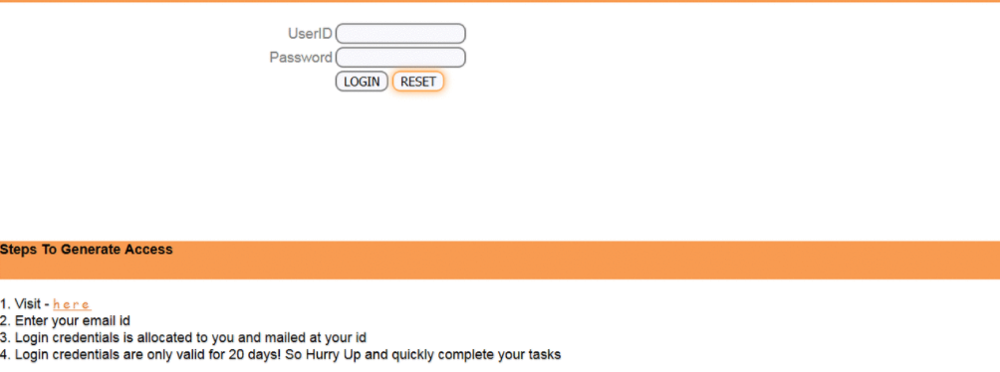 UserID
Password
LOGIN RESET
Steps To Generate Access
1. Visit - here
2. Enter your email id
3. Login credentials is allocated to you and mailed at your id
4. Login credentials are only valid for 20 days! So Hurry Up and quickly complete your tasks